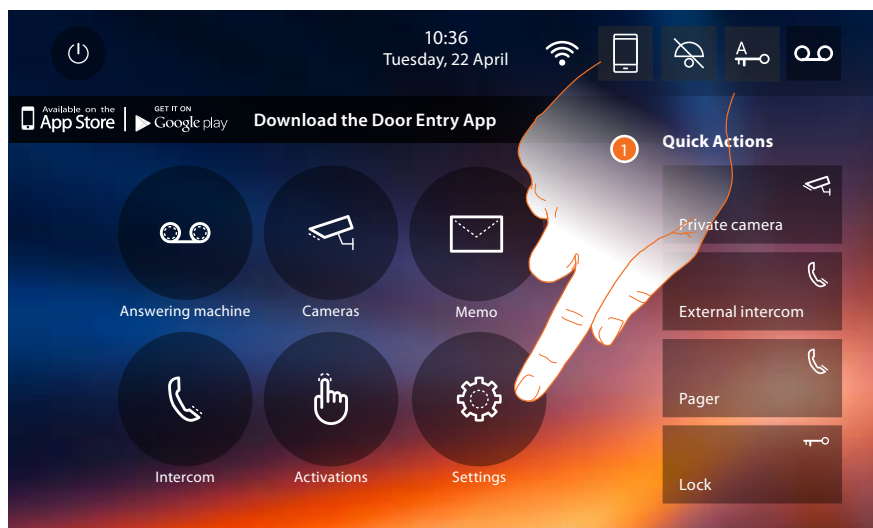 10:36
Tuesday, 22 April
A
Available on the
App Store
GET IT ON
Google play
Download the Door Entry App
1
Quick Actions
Private camera
External intercom
Pager
Lock
Answering machine
Cameras
Memo
Intercom
Activations
Settings